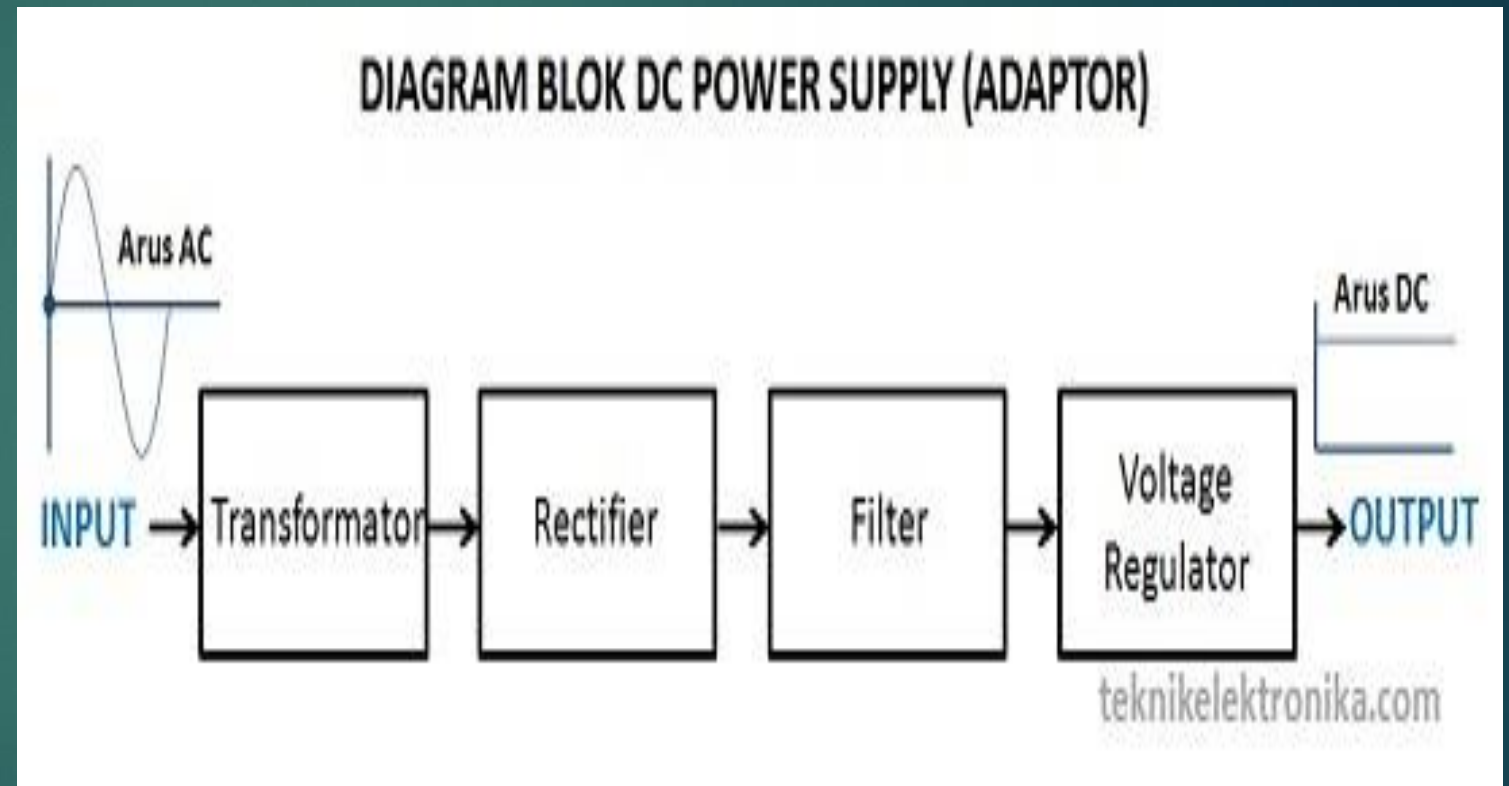 DIAGRAM BLOK DC POWER SUPPLY (ADAPTOR)
Arus AC
Arus DC
INPUT
Transformator
Rectifier
Filter
Voltage
Regulator
OUTPUT
teknikelektronika.com